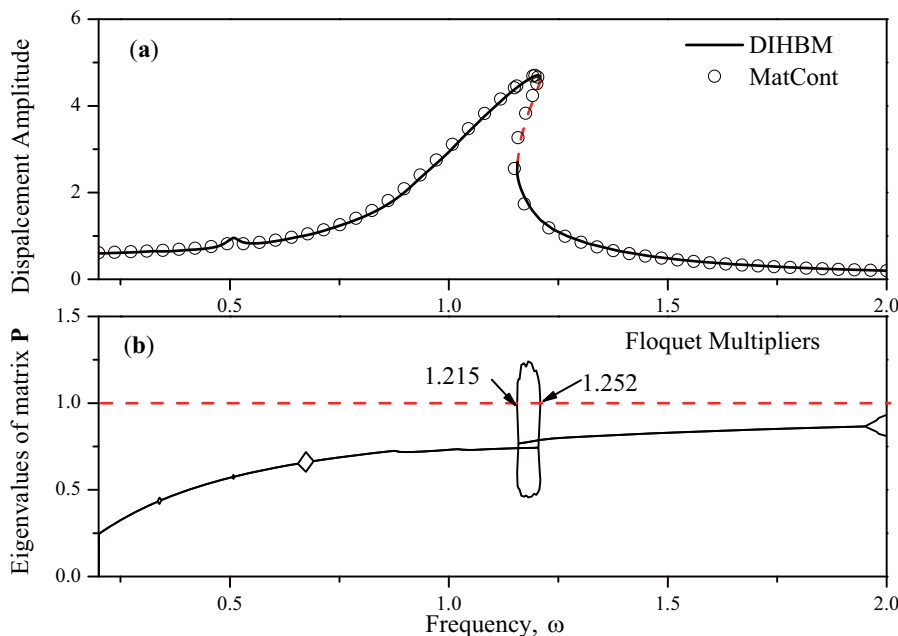 6
(a)
DIHBM
MatCont
4
2
0
Dispalcement Amplitude
0.5
1.0
1.5
2.0
1.5
(b)
Floquet Multipliers
1.215
1.252
1.0
0.5
0.0
Eigenvalues of matrix P
0.5
1.0
1.5
2.0
Frequency, ω